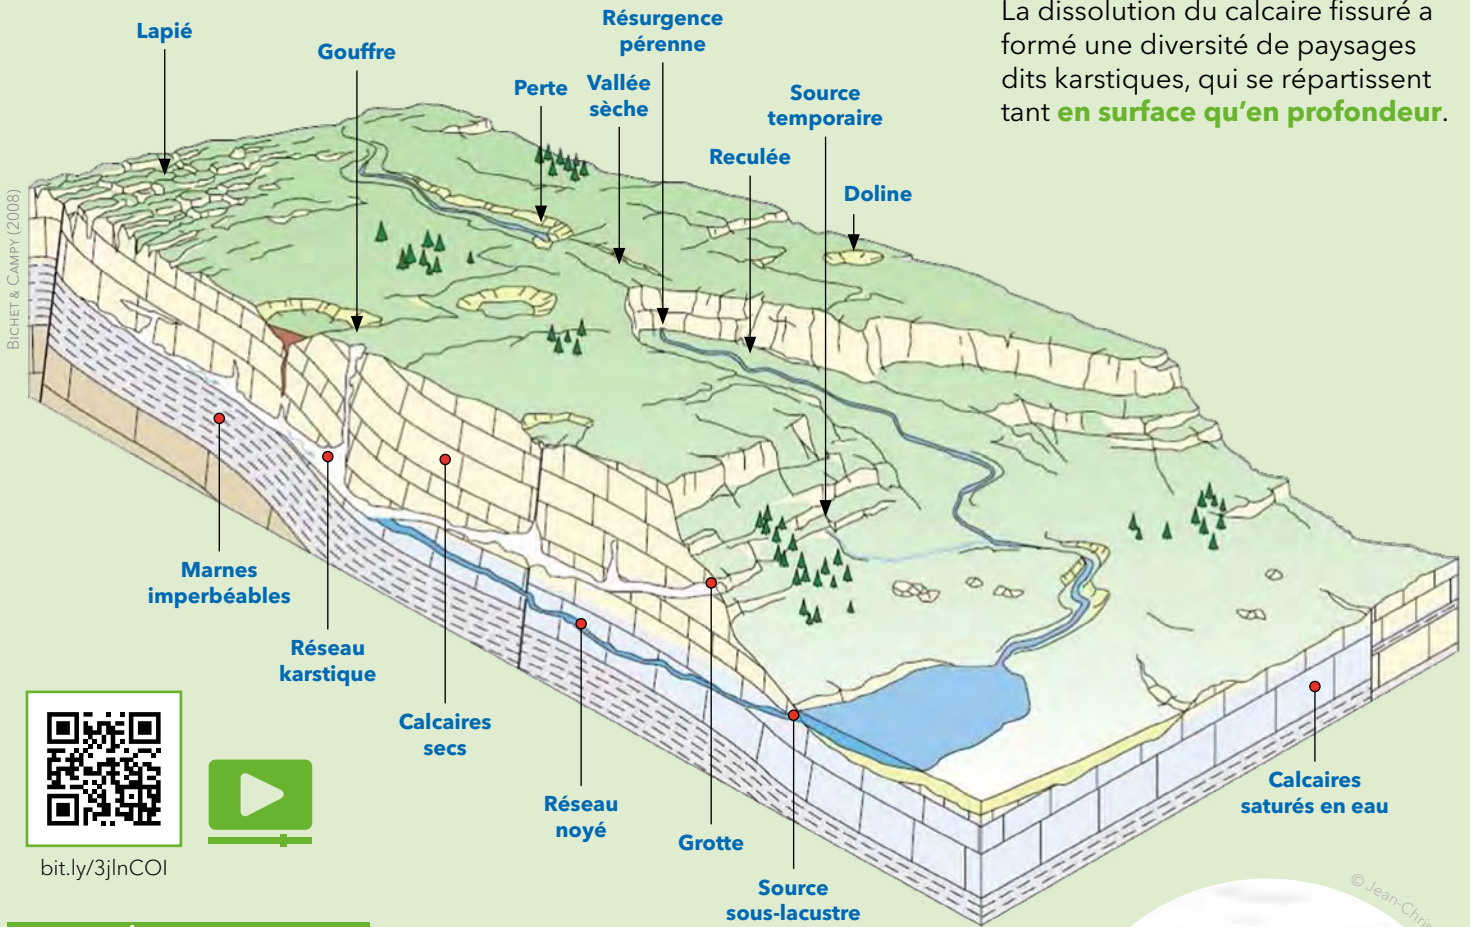 La dissolution du calcaire fissuré a
formé une diversité de paysages
dits karstiques, qui se répartissent
tant en surface qu'en profondeur.
Lapié
Gouffre
Perte
Résurgence
pérenne
Vallée
sèche
Source
temporaire
Reculée
Doline
BICHET & CAMPY (2008)
Marnes
imperbéables
Réseau
karstique
Calcaires
secs
Réseau
noyé
Grotte
Source
sous-lacustre
Calcaires
saturés en eau
bit.ly/3jlnCOI
© Jean-Chris